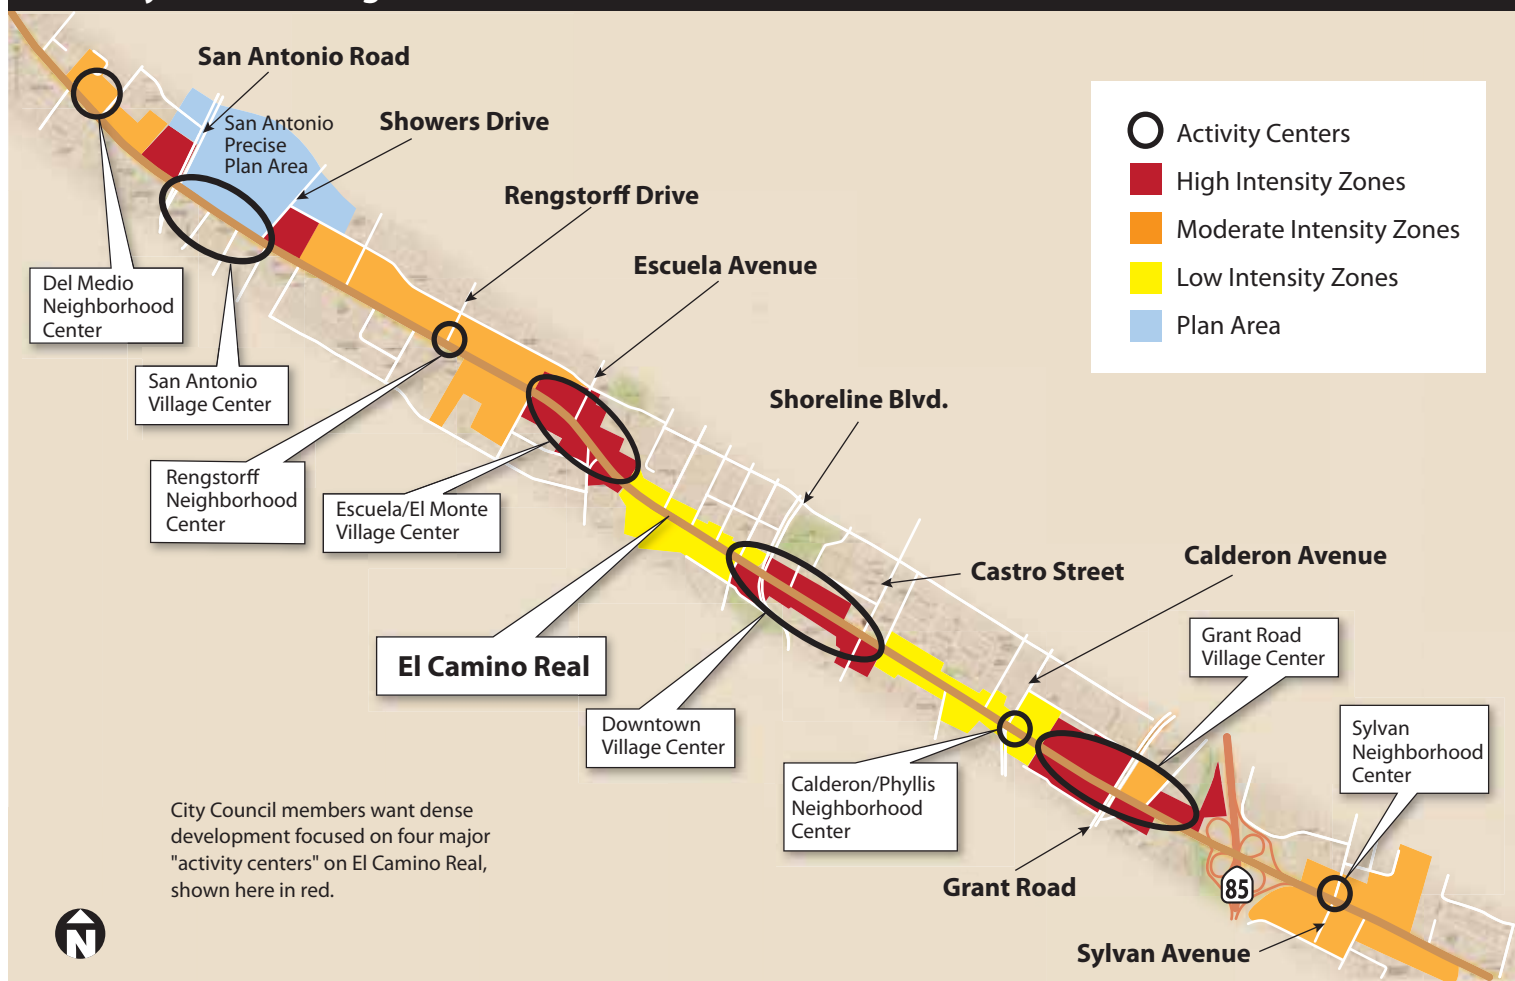 San Antonio Road
San Antonio
Precise
Plan Area
Showers Drive
Rengstorff Drive
Escuela Avenue
Shoreline Blvd.
Castro Street
Calderon Avenue
Activity Centers
High Intensity Zones
Moderate Intensity Zones
Low Intensity Zones
Plan Area
Del Medio
Neighborhood
Center
San Antonio
Village Center
Rengstorff
Neighborhood
Center
Escuela/El Monte
Village Center
El Camino Real
Downtown
Village Center
Calderon/Phyllis
Neighborhood
Center
Grant Road
Village Center
Sylvan
Neighborhood
Center
Grant Road
85
Sylvan Avenue
City Council members want dense
development focused on four major
"activity centers" on El Camino Real,
shown here in red.
N